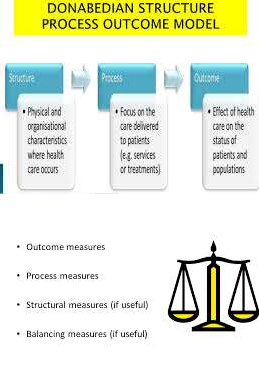 DONABEDIAN STRUCTURE
PROCESS OUTCOME MODEL
Structure
• Physical and
organisational
characteristics
where health
care occurs
Process
• Focus on the
care delivered
to patients
(e.g. services
or treatments)
Outcome
• Effect of health
care on the
status of
patients and
populations
• Outcome measures
• Process measures
• Structural measures (if useful)
• Balancing measures (if useful)